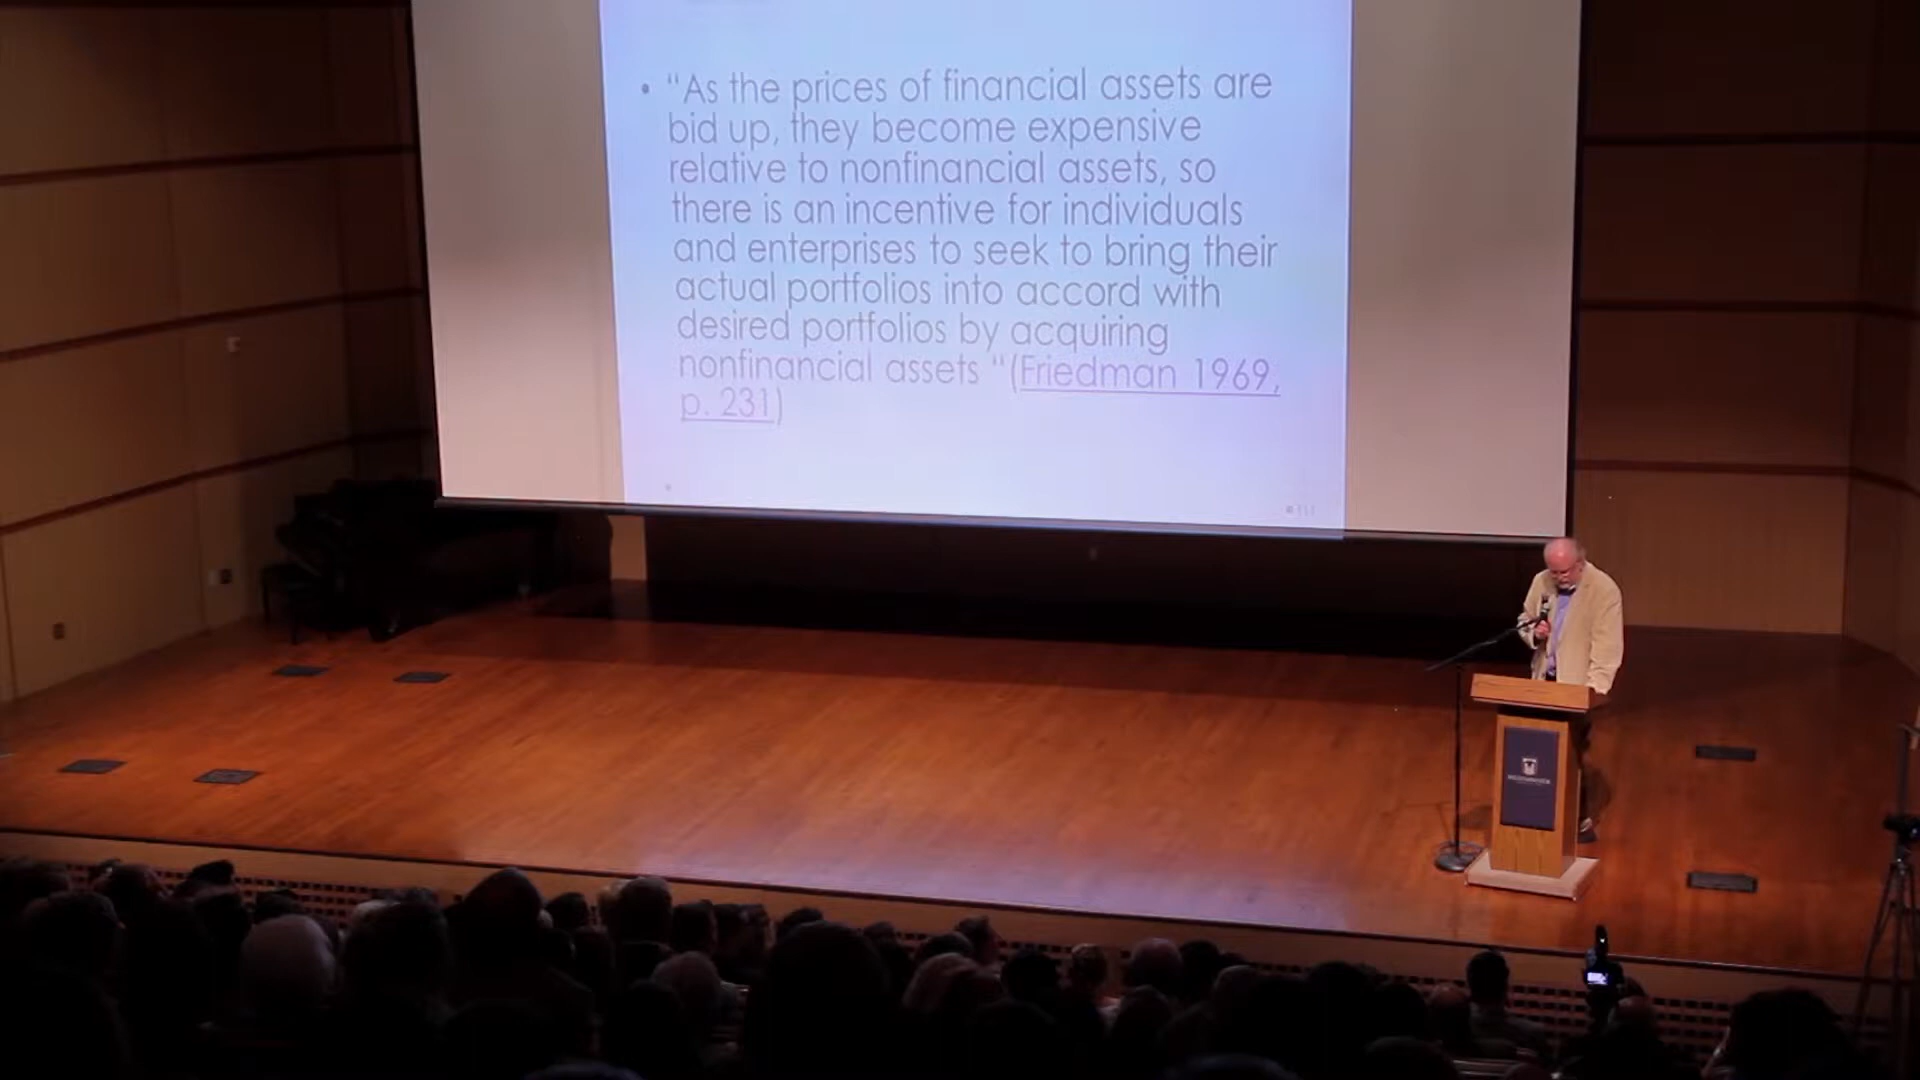 • “As the prices of financial assets are
bid up, they become expensive
relative to nonfinancial assets, so
there is an incentive for individuals
and enterprises to seek to bring their
actual portfolios into accord with
desired portfolios by acquiring
nonfinancial assets “(Friedman 1969,
p. 231)